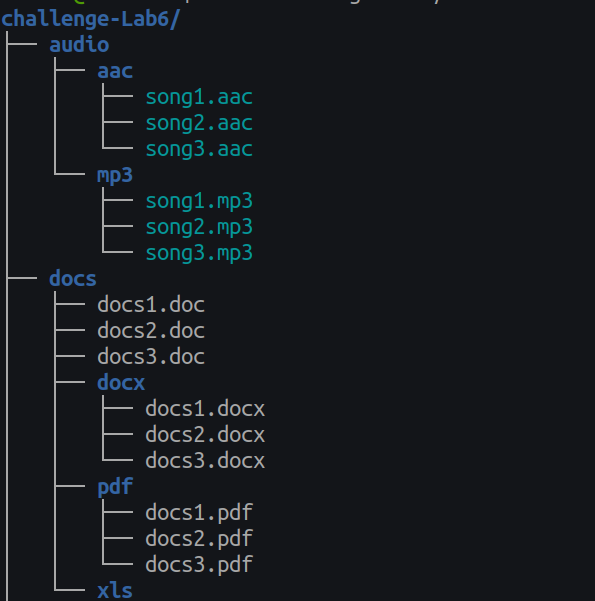 challenge-Lab6/
audio
aac
song1.aac
song2.aac
song3.aac
mp3
song1.mp3
song2.mp3
song3.mp3
docs
docs1.doc
docs2.doc
docs3.doc
docx
docs1.docx
docs2.docx
docs3.docx
pdf
docs1.pdf
docs2.pdf
docs3.pdf
xls